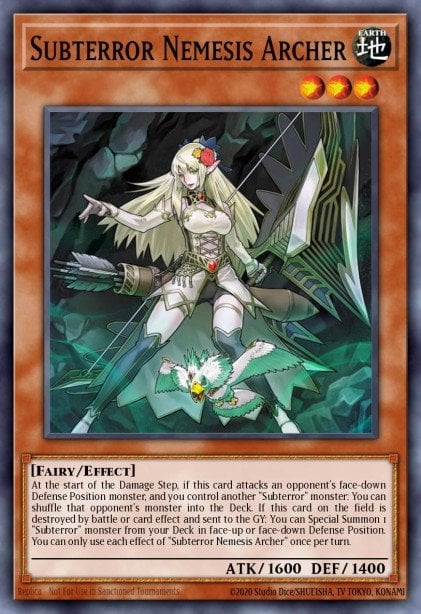 Subterror Nemesis Archer
EARTH
地
[Fairy/Effect]
At the start of the Damage Step, if this card attacks an opponent's face-down
Defense Position monster, and you control another "Subterror" monster: You can
shuffle that opponent's monster into the Deck. If this card on the field is
destroyed by battle or card effect and sent to the GY: You can Special Summon 1
"Subterror" monster from your Deck in face-up or face-down Defense Position.
You can only use each effect of "Subterror Nemesis Archer" once per turn.
ATK/1600 DEF/1400
Replica - Not For Use in Sanctioned Tournaments
©2020 Studio Dice/SHUEISHA, TV TOKYO, KONAMI